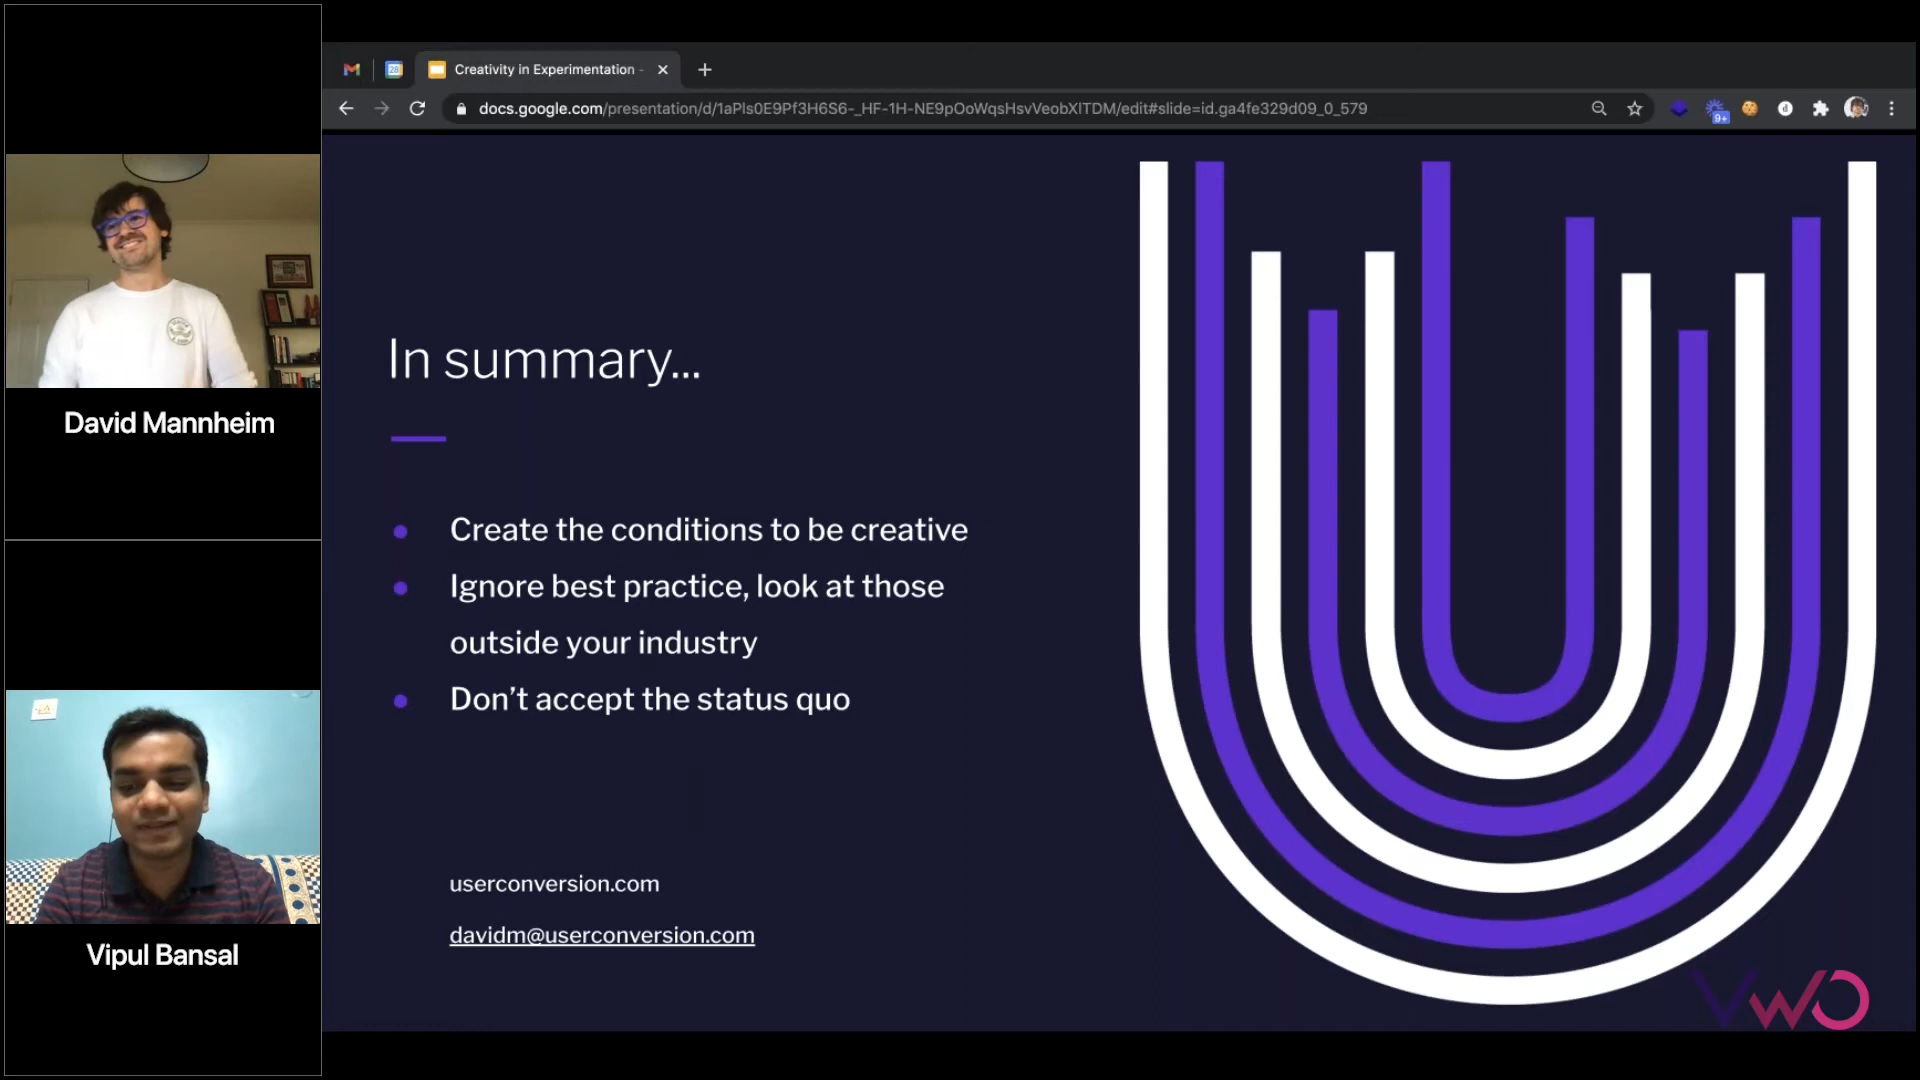 Creativity in Experimentation -
docs.google.com/presentation/d/1aPls0E9Pf3H6S6-_HF-1H-NE9pOoWqsHsvVeobXlTDM/edit#slide=id.ga4fe329d09_0_579
9+
David Mannheim
In summary...
Create the conditions to be creative
Ignore best practice, look at those
outside your industry
Don’t accept the status quo
userconversion.com
davidm@userconversion.com
Vipul Bansal
VWO